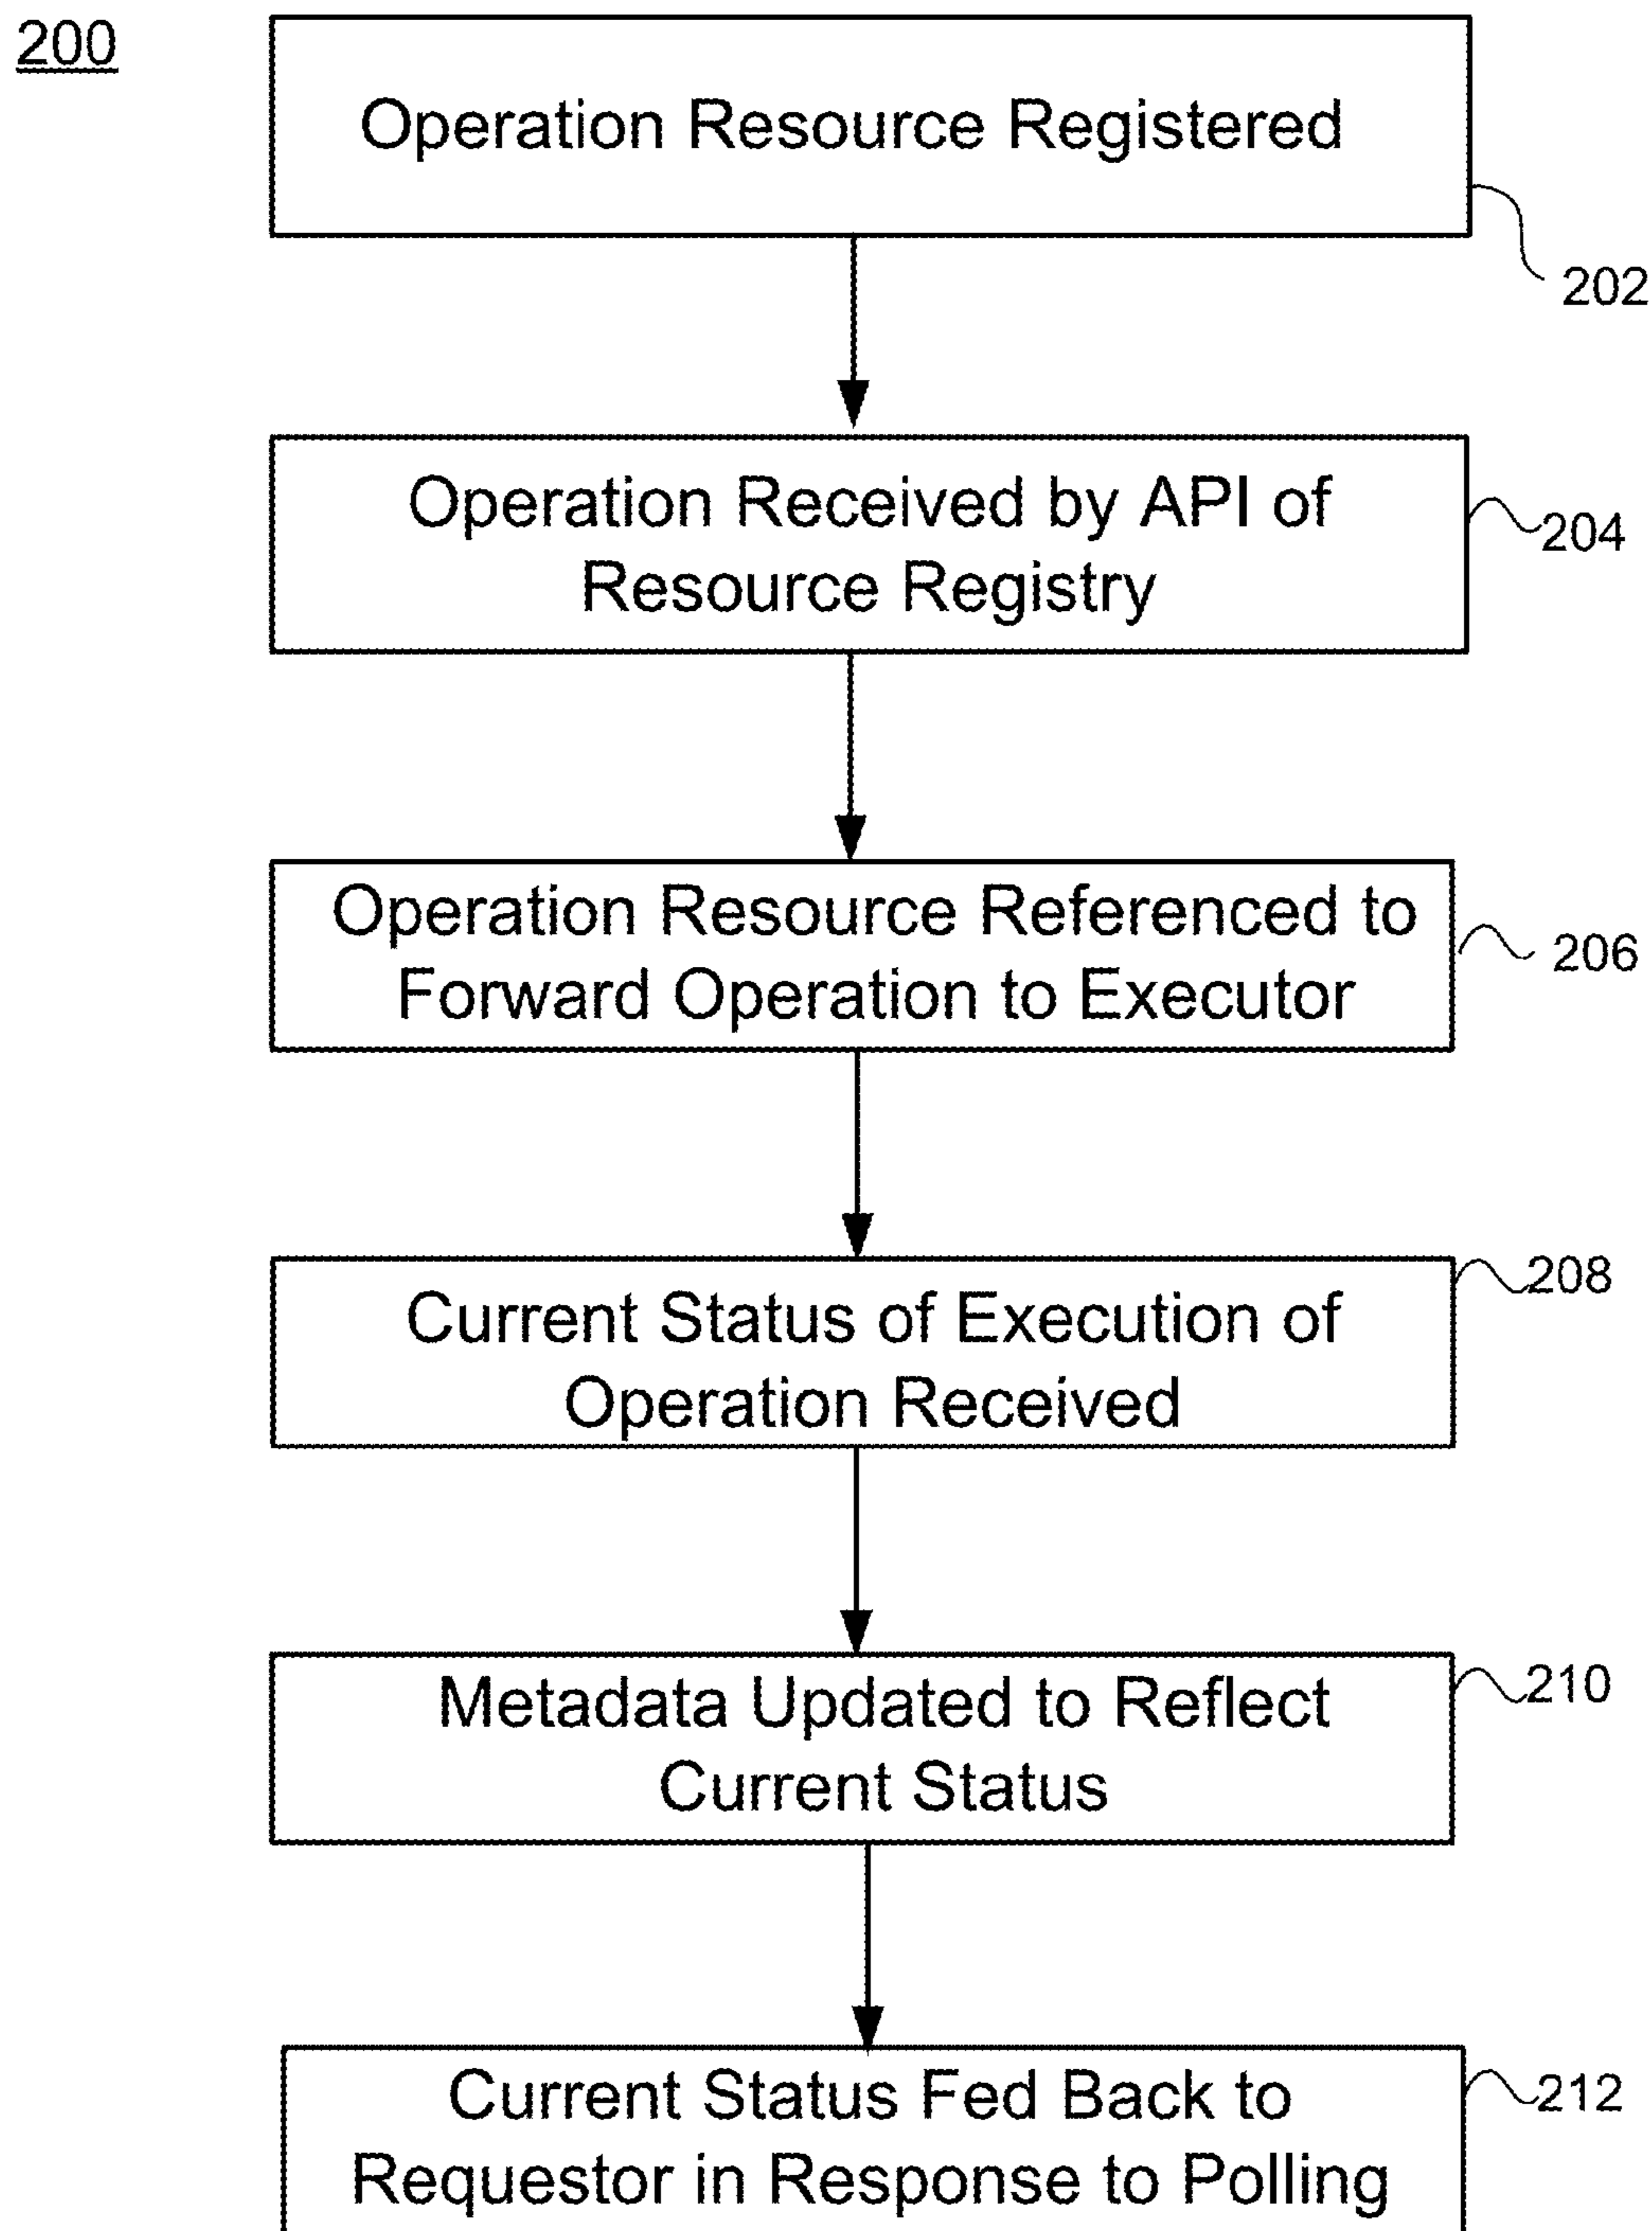 200
Operation Resource Registered
202
Operation Received by API of
Resource Registry
204
Operation Resource Referenced to
Forward Operation to Executor
206
Current Status of Execution of
Operation Received
208
Metadata Updated to Reflect
Current Status
210
Current Status Fed Back to
Requestor in Response to Polling
212